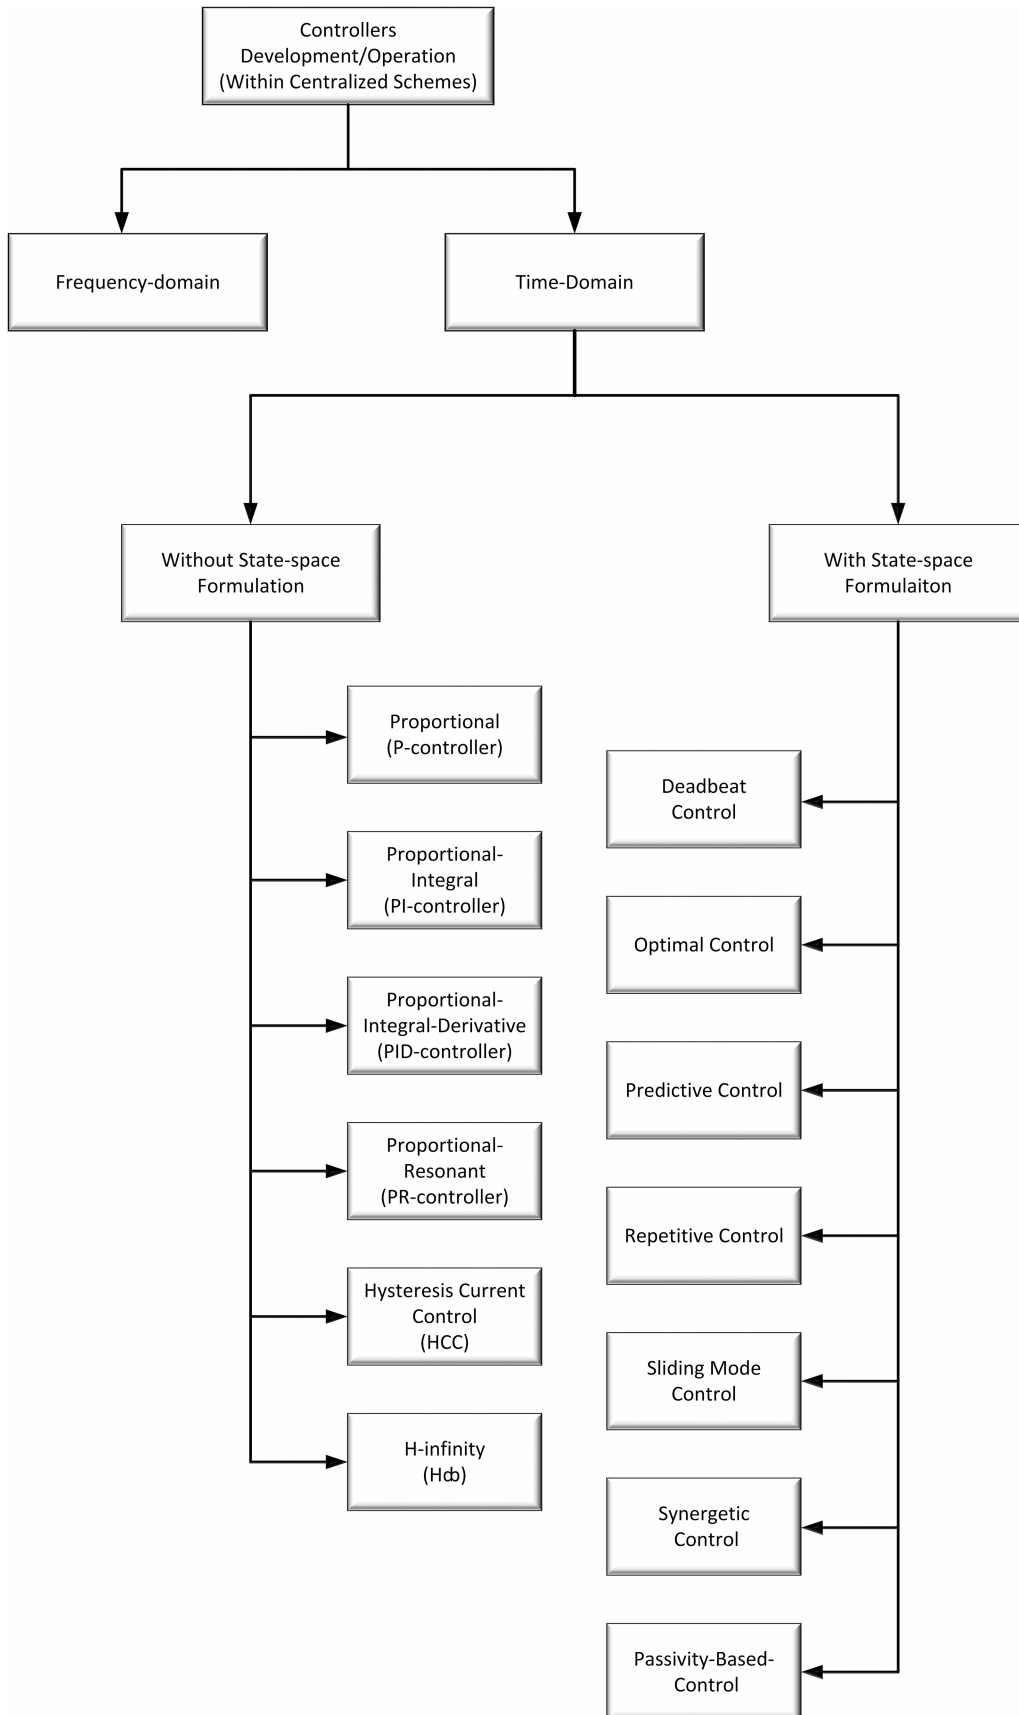 Controllers
Development/Operation
(Within Centralized Schemes)
Frequency-domain
Time-Domain
Without State-space
Formulation
With State-space
Formulaiton
Proportional
(P-controller)
Proportional-
Integral
(PI-controller)
Proportional-
Integral-Derivative
(PID-controller)
Proportional-
Resonant
(PR-controller)
Hysteresis Current
Control
(HCC)
H-infinity
(H∞)
Deadbeat
Control
Optimal Control
Predictive Control
Repetitive Control
Sliding Mode
Control
Synergetic
Control
Passivity-Based-
Control